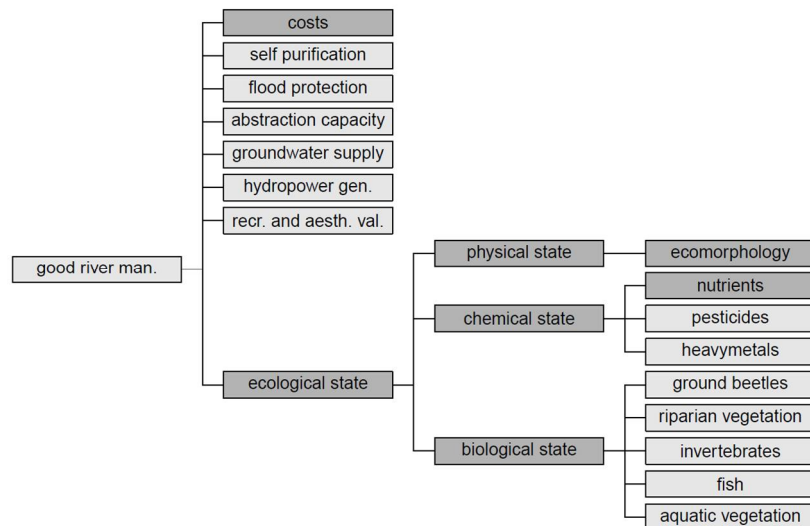 costs
self purification
flood protection
abstraction capacity
groundwater supply
hydropower gen.
recr. and aesth. val.
good river man.
ecological state
physical state
chemical state
biological state
ecomorphology
nutrients
pesticides
heavymetals
ground beetles
riparian vegetation
invertebrates
fish
aquatic vegetation